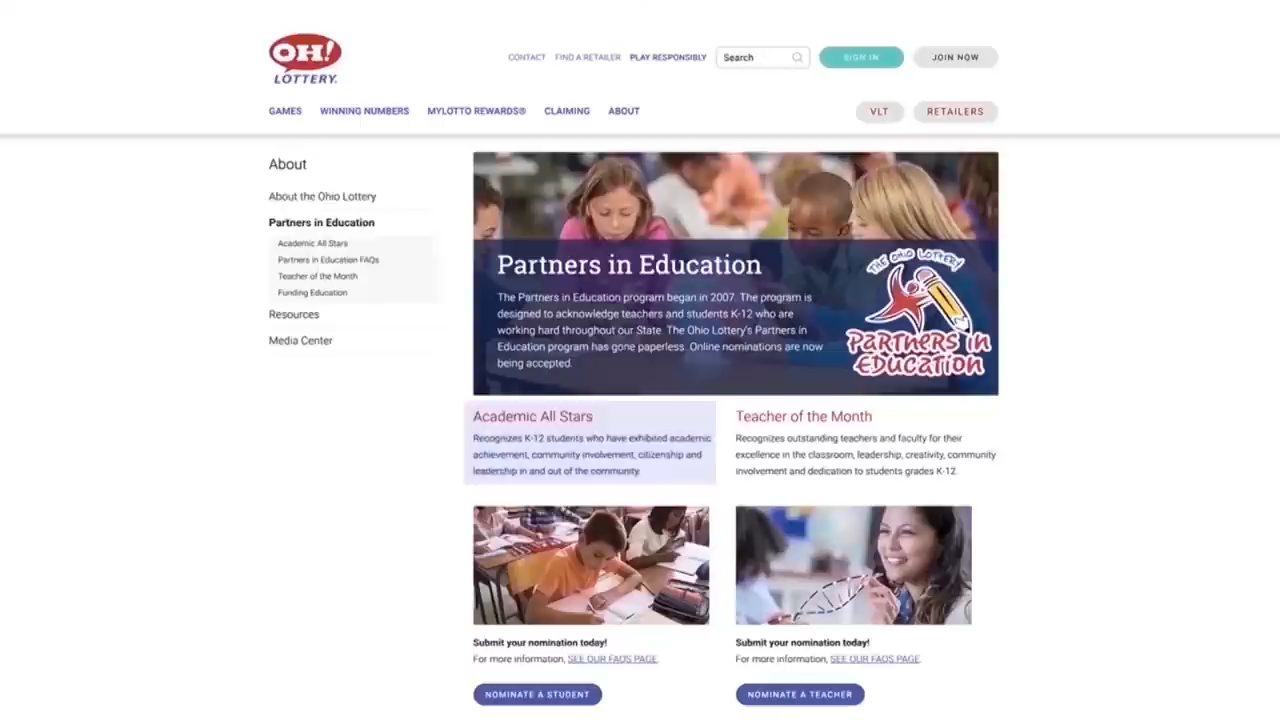 OH!
LOTTERY.
CONTACT FIND A RETAILER PLAY RESPONSIBLY Search SIGN IN JOIN NOW
GAMES WINNING NUMBERS MYLOTTO REWARDS® CLAIMING ABOUT VLT RETAILERS
About
About the Ohio Lottery
Partners in Education
Academic All Stars
Partners in Education FAQs
Teacher of the Month
Funding Education
Resources
Media Center
Partners in Education
The Partners in Education program began in 2007. The program is
designed to acknowledge teachers and students K-12 who are
working hard throughout our State. The Ohio Lottery's Partners in
Education program has gone paperless. Online nominations are now
being accepted.
THE OHIO LOTTERY
PARTNERS in
EDUCATION
Academic All Stars
Recognizes K-12 students who have exhibited academic
achievement, community involvement, citizenship and
leadership in and out of the community.
Teacher of the Month
Recognizes outstanding teachers and faculty for their
excellence in the classroom, leadership, creativity, community
involvement and dedication to students grades K-12.
Submit your nomination today!
For more information, SEE OUR FAQS PAGE.
NOMINATE A STUDENT
Submit your nomination today!
For more information, SEE OUR FAQS PAGE.
NOMINATE A TEACHER